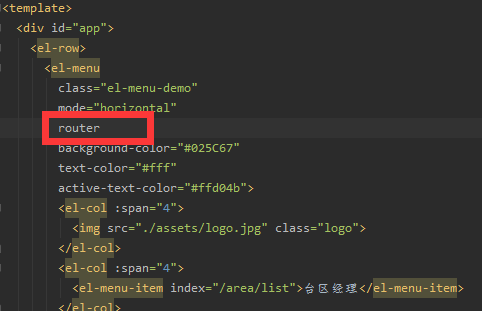 <template>
<div id="app">
<el-row>
<el-menu
class="el-menu-demo"
mode="horizontal"
router
background-color="#025C67"
text-color="#fff"
active-text-color="#ffd04b">
<el-col :span="4">
<img src="./assets/logo.jpg" class="logo">
</el-col>
<el-col :span="4">
<el-menu-item index="/area/list">台区经理</el-menu-item>
</el-col>